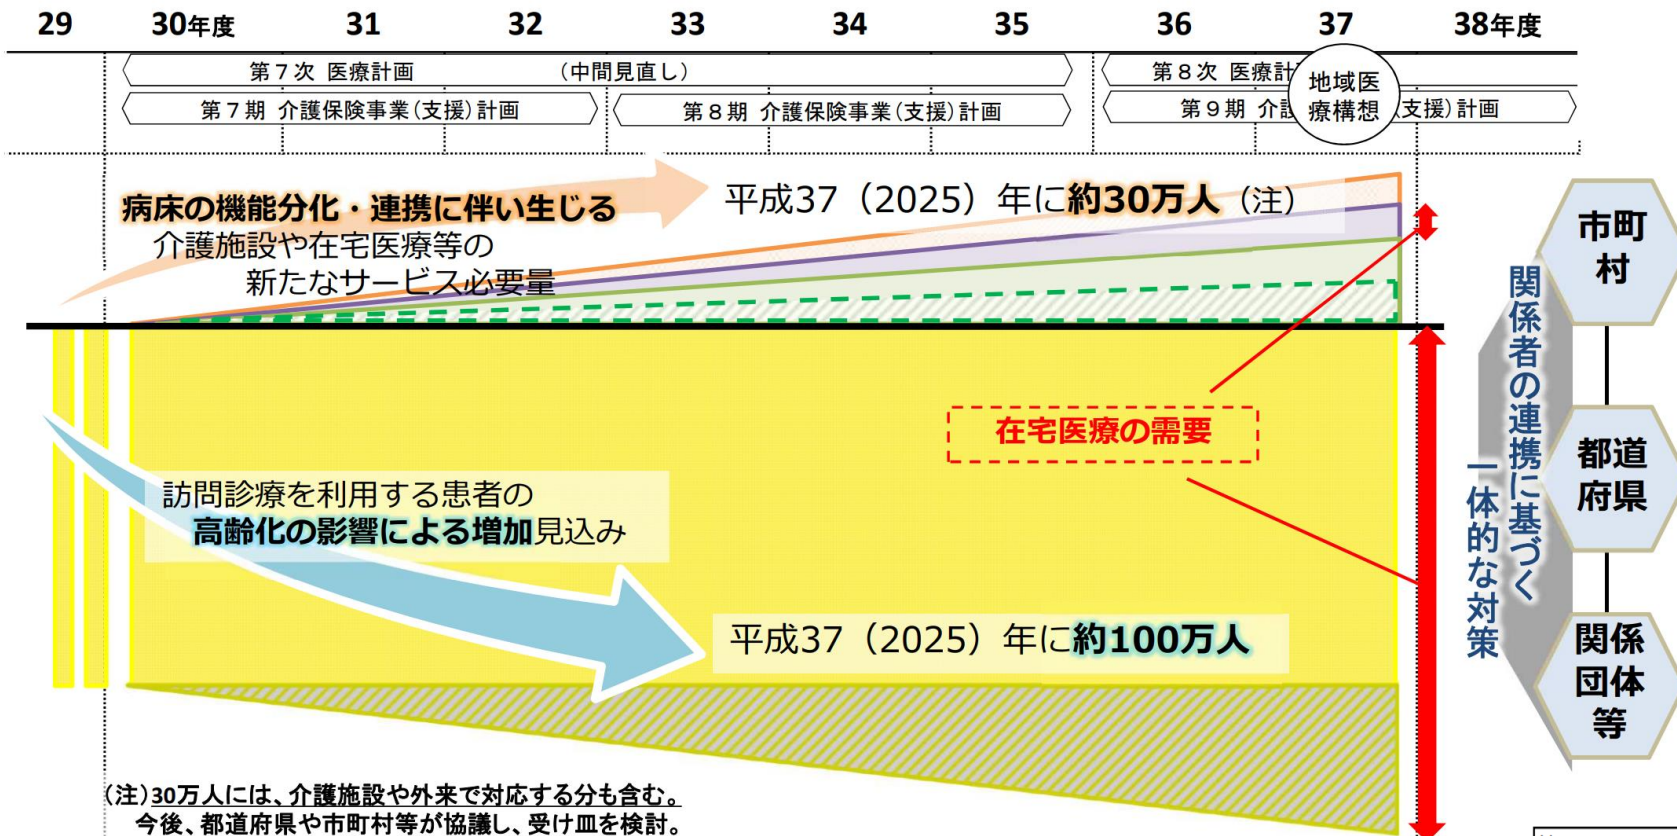 29 30年度 31 32 33 34 35 36 37 38年度
第7次 医療計画 (中間見直し)
第8次 医療計
地域医
療構想
第7期 介護保険事業(支援)計画
第8期 介護保険事業(支援)計画
第9期 介護
支援)計画
病床の機能分化・連携に伴い生じる
介護施設や在宅医療等の
新たなサービス必要量
平成37(2025)年に約30万人(注)
在宅医療の需要
訪問診療を利用する患者の
高齢化の影響による増加見込み
平成37(2025)年に約100万人
(注)30万人には、介護施設や外来で対応する分も含む。
今後、都道府県や市町村等が協議し、受け皿を検討。
関係者の連携に基づく
一体的な対策
市町
村
都道
府県
関係
団体
等